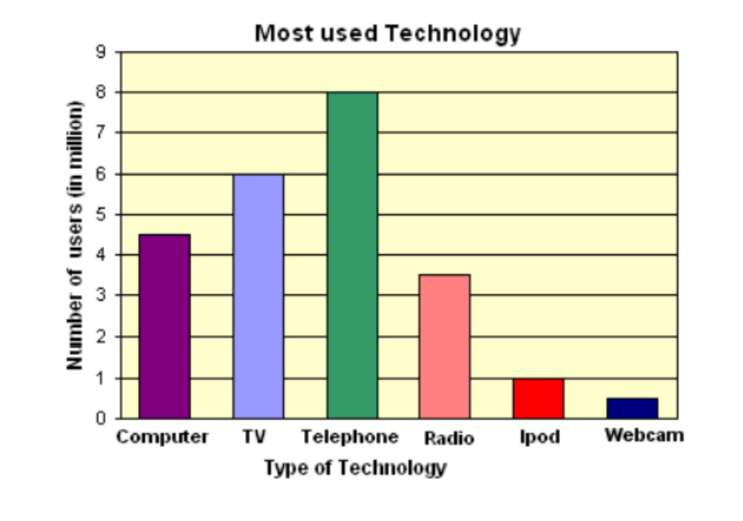 Most used Technology
9
8
7
6
5
4
3
2
1
0
Number of users (in million)
Computer TV Telephone Radio Ipod Webcam
Type of Technology